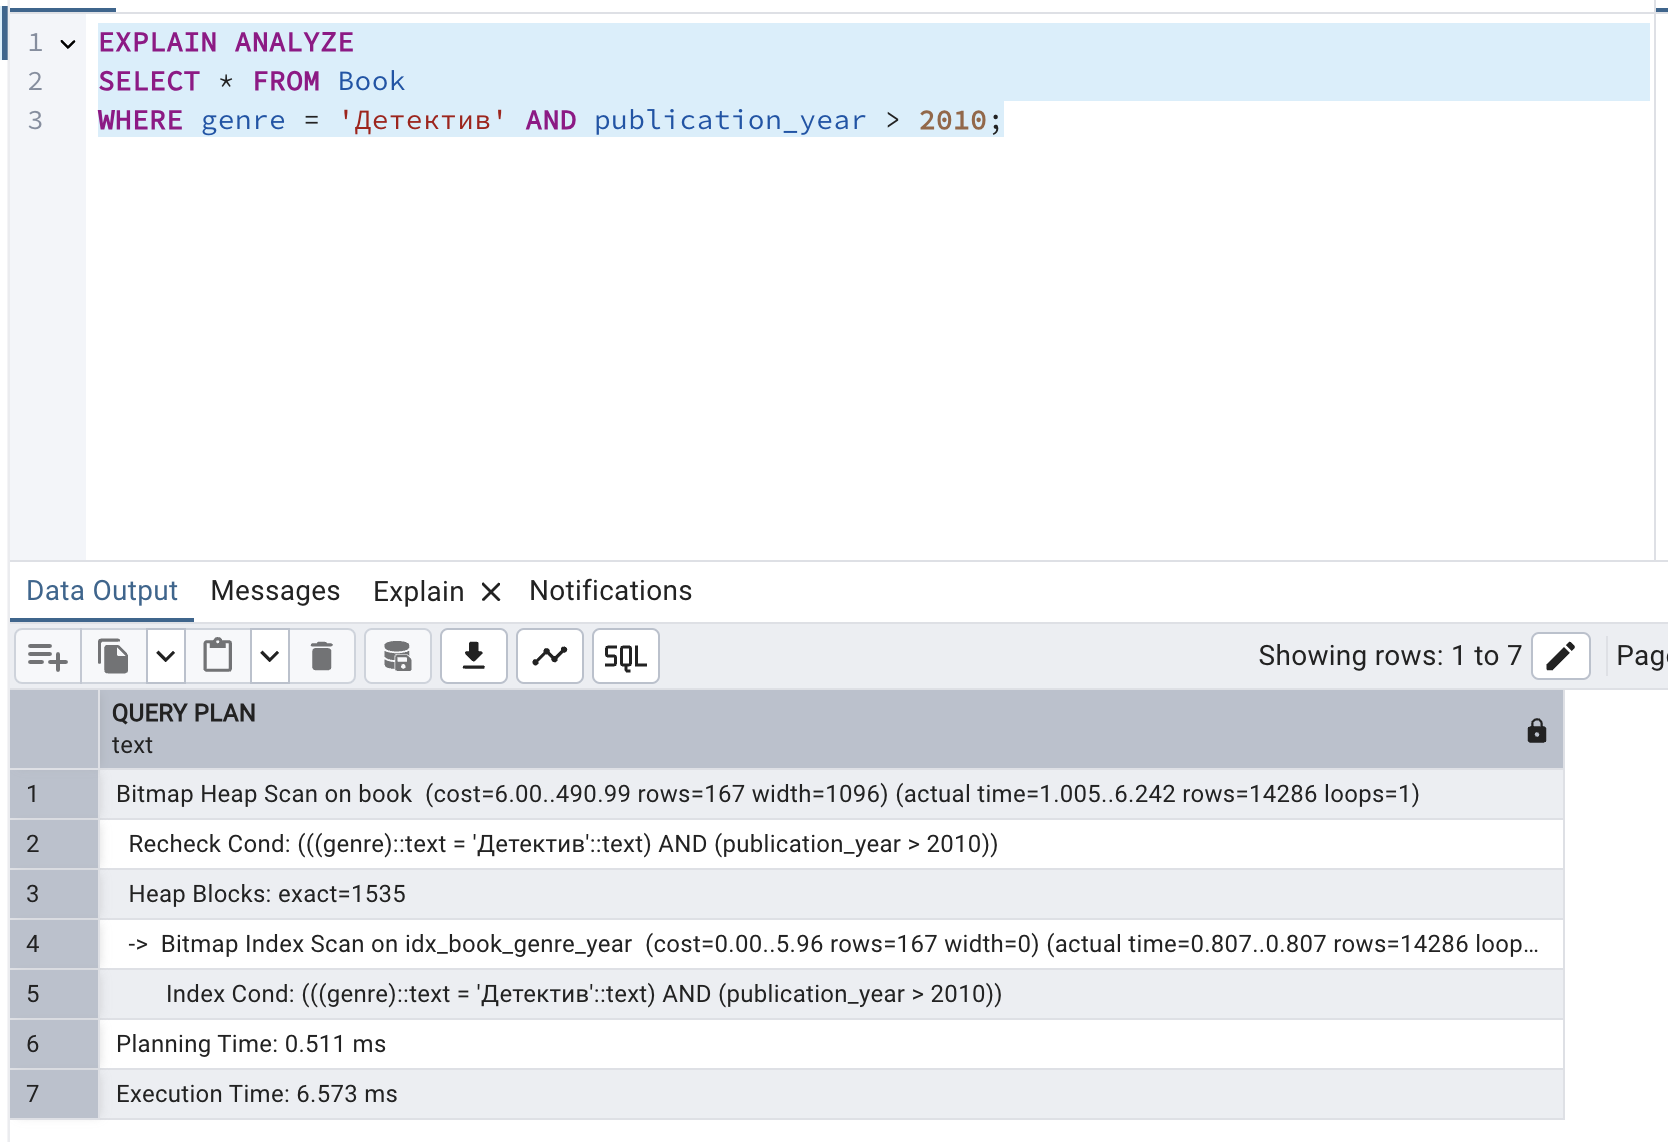 1 EXPLAIN ANALYZE
2 SELECT * FROM Book
3 WHERE genre = 'Детектив' AND publication_year > 2010;
Data Output Messages Explain Notifications
SQL Showing rows: 1 to 7
QUERY PLAN
text
1 Bitmap Heap Scan on book (cost=6.00..490.99 rows=167 width=1096) (actual time=1.005..6.242 rows=14286 loops=1)
2 Recheck Cond: (((genre)::text = 'Детектив'::text) AND (publication_year > 2010))
3 Heap Blocks: exact=1535
4 -> Bitmap Index Scan on idx_book_genre_year (cost=0.00..5.96 rows=167 width=0) (actual time=0.807..0.807 rows=14286 loop...
5 Index Cond: (((genre)::text = 'Детектив'::text) AND (publication_year > 2010))
6 Planning Time: 0.511 ms
7 Execution Time: 6.573 ms